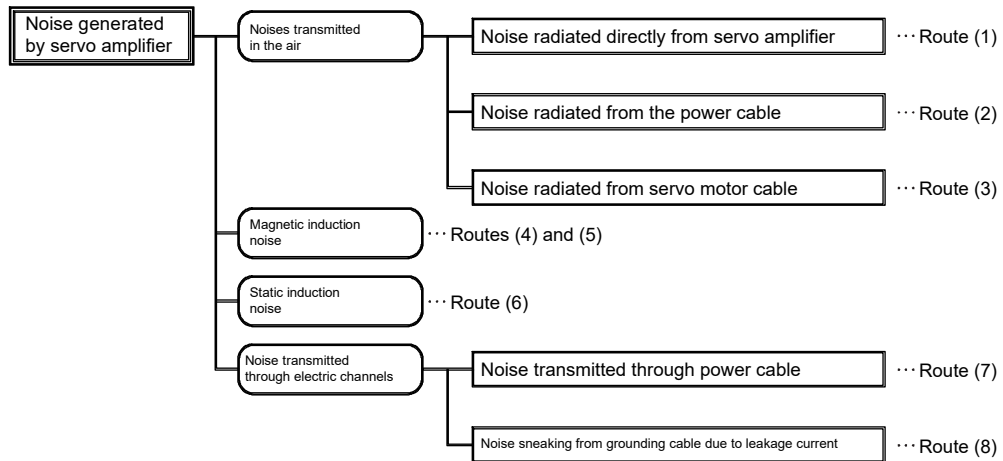 Noise generated
by servo amplifier
Noises transmitted
in the air
Noise radiated directly from servo amplifier
⋯ Route (1)
Noise radiated from the power cable
⋯ Route (2)
Noise radiated from servo motor cable
⋯ Route (3)
Magnetic induction
noise
⋯ Routes (4) and (5)
Static induction
noise
⋯ Route (6)
Noise transmitted
through electric channels
Noise transmitted through power cable
⋯ Route (7)
Noise sneaking from grounding cable due to leakage current
⋯ Route (8)